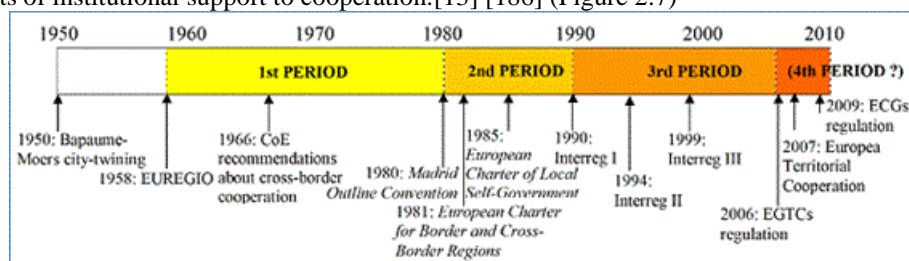 ts of institutional support to cooperation.[15] [186] (Figure 2.7)
1950 1960 1970 1980 1990 2000 2010
1st PERIOD 2nd PERIOD 3rd PERIOD (4th PERIOD ?)
1950: Bapaume-
Moers city-twining
1958: EUREGIO
1966: CoE
recommendations
about cross-border
cooperation
1980: Madrid
Outline Convention
1981: European Charter
for Border and Cross-
Border Regions
1985:
European
Charter of Local
Self-Government
1990:
Interreg I
1994:
Interreg II
1999:
Interreg III
2006: EGTCs
regulation
2007: Europea
Territorial
Cooperation
2009: ECGs
regulation